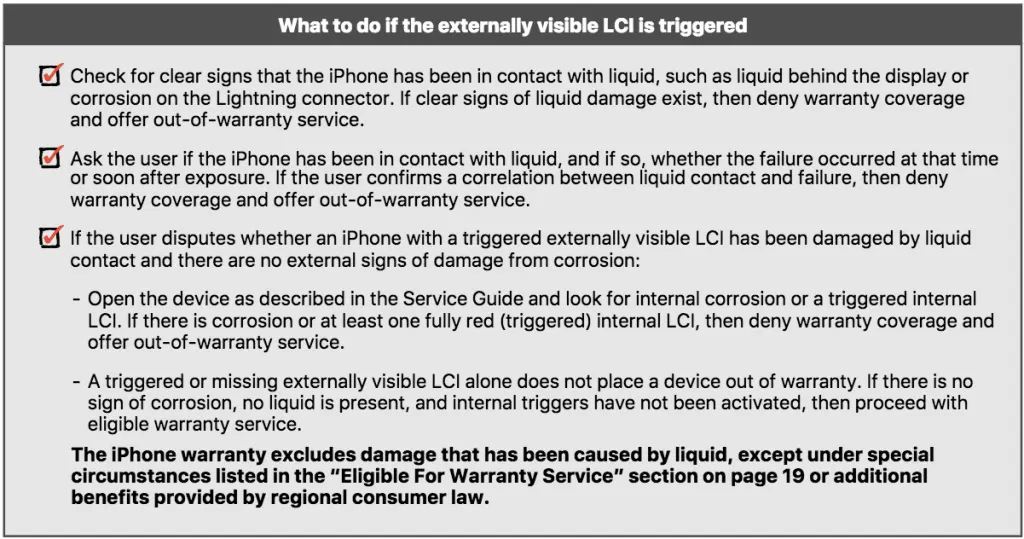 What to do if the externally visible LCI is triggered
Check for clear signs that the iPhone has been in contact with liquid, such as liquid behind the display or
corrosion on the Lightning connector. If clear signs of liquid damage exist, then deny warranty coverage
and offer out-of-warranty service.
Ask the user if the iPhone has been in contact with liquid, and if so, whether the failure occurred at that time
or soon after exposure. If the user confirms a correlation between liquid contact and failure, then deny
warranty coverage and offer out-of-warranty service.
If the user disputes whether an iPhone with a triggered externally visible LCI has been damaged by liquid
contact and there are no external signs of damage from corrosion:
- Open the device as described in the Service Guide and look for internal corrosion or a triggered internal
LCI. If there is corrosion or at least one fully red (triggered) internal LCI, then deny warranty coverage and
offer out-of-warranty service.
- A triggered or missing externally visible LCI alone does not place a device out of warranty. If there is no
sign of corrosion, no liquid is present, and internal triggers have not been activated, then proceed with
eligible warranty service.
The iPhone warranty excludes damage that has been caused by liquid, except under special
circumstances listed in the “Eligible For Warranty Service” section on page 19 or additional
benefits provided by regional consumer law.